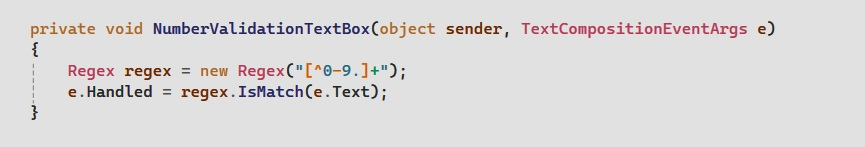 private void NumberValidationTextBox(object sender, TextCompositionEventArgs e)
{
    Regex regex = new Regex("[^0-9.]+");
    e.Handled = regex.IsMatch(e.Text);
}